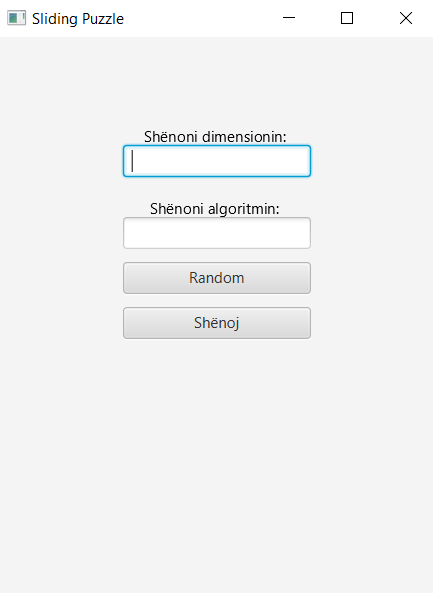 Sliding Puzzle
Shënoni dimensionin:
Shënoni algoritmin:
Random
Shënoj